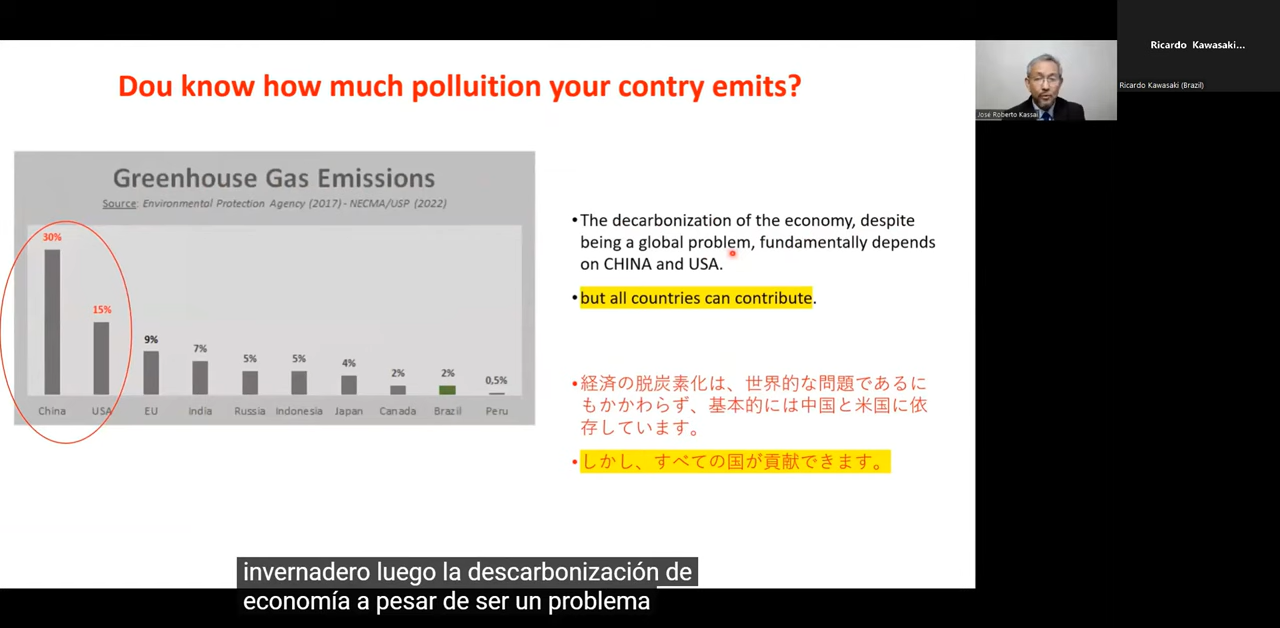 Ricardo Kawasaki...
Ricardo Kawasaki (Brazil)
José Roberto Kassai
Dou know how much polluition your contry emits?
Greenhouse Gas Emissions
Source: Environmental Protection Agency (2017) - NECMA/USP (2022)
30%
15%
9%
7%
5%
5%
4%
2%
2%
0,5%
China
USA
EU
India
Russia
Indonesia
Japan
Canada
Brazil
Peru
•The decarbonization of the economy, despite
being a global problem, fundamentally depends
on CHINA and USA.
•but all countries can contribute.
•経済の脱炭素化は、世界的な問題であるに
もかかわらず、基本的には中国と米国に依
存しています。
•しかし、すべての国が貢献できます。
invernadero luego la descarbonización de
economía a pesar de ser un problema